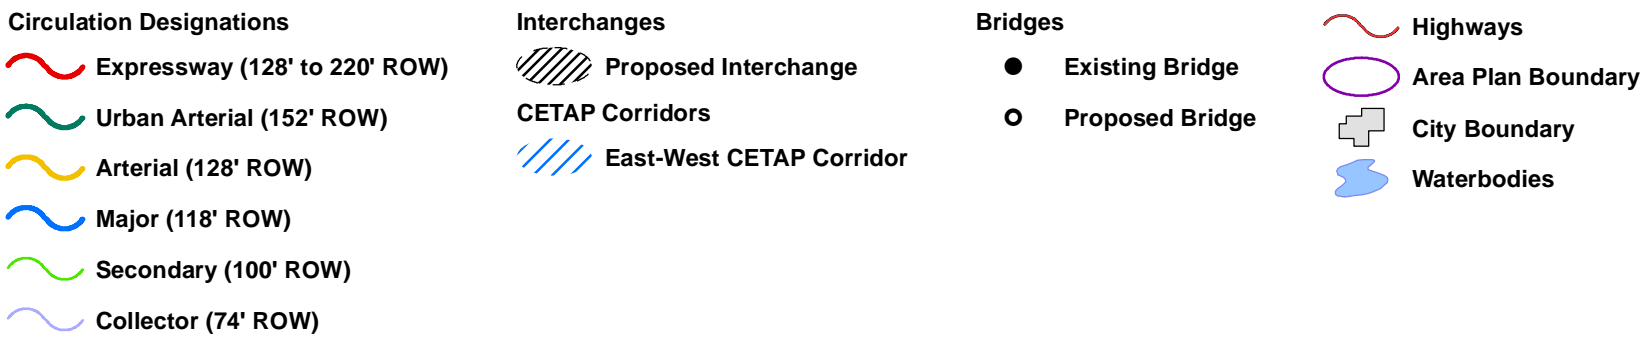 Circulation Designations
Expressway (128' to 220' ROW)
Urban Arterial (152' ROW)
Arterial (128' ROW)
Major (118' ROW)
Secondary (100' ROW)
Collector (74' ROW)
Interchanges
Proposed Interchange
CETAP Corridors
East-West CETAP Corridor
Bridges
Existing Bridge
Proposed Bridge
Highways
Area Plan Boundary
City Boundary
Waterbodies